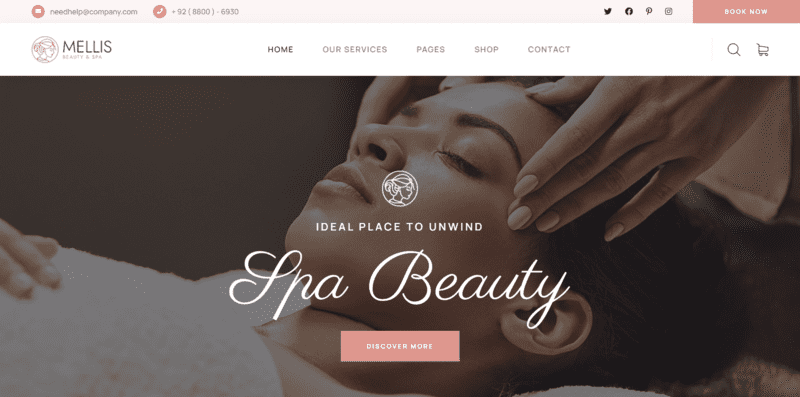 needhelp@company.com
+ 92 ( 8800 ) - 6930
BOOK NOW
MELLIS
BEAUTY & SPA
HOME
OUR SERVICES
PAGES
SHOP
CONTACT
IDEAL PLACE TO UNWIND
Spa Beauty
DISCOVER MORE